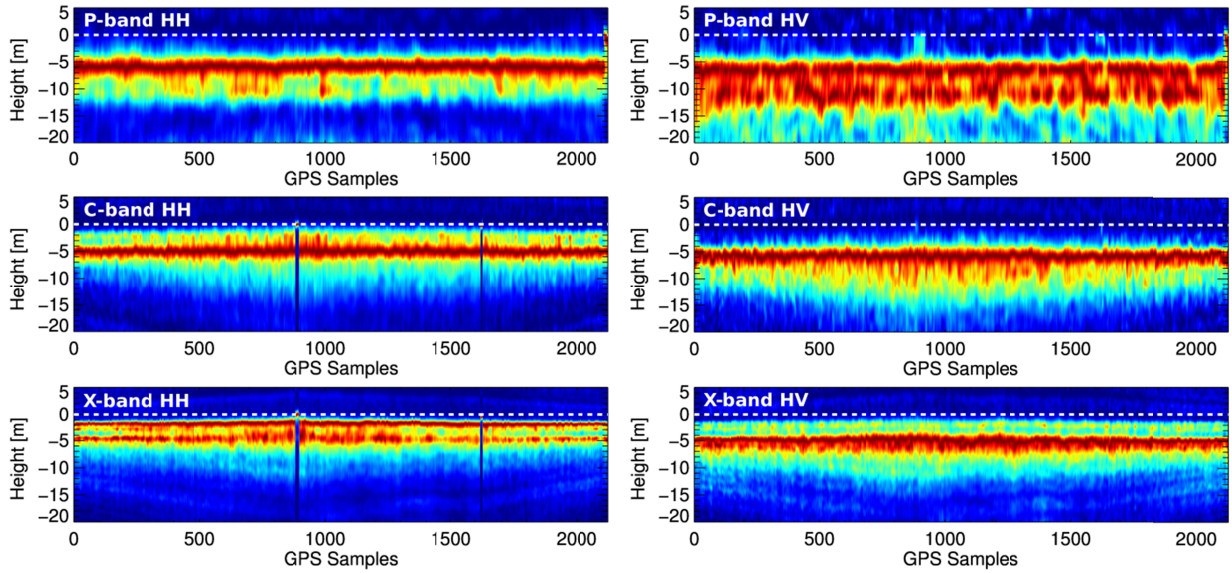 P-band HH
5
0
−5
−10
−15
−20
Height [m]
0 500 1000 1500 2000
GPS Samples
P-band HV
5
0
−5
−10
−15
−20
Height [m]
0 500 1000 1500 2000
GPS Samples
C-band HH
5
0
−5
−10
−15
−20
Height [m]
0 500 1000 1500 2000
GPS Samples
C-band HV
5
0
−5
−10
−15
−20
Height [m]
0 500 1000 1500 2000
GPS Samples
X-band HH
5
0
−5
−10
−15
−20
Height [m]
0 500 1000 1500 2000
GPS Samples
X-band HV
5
0
−5
−10
−15
−20
Height [m]
0 500 1000 1500 2000
GPS Samples